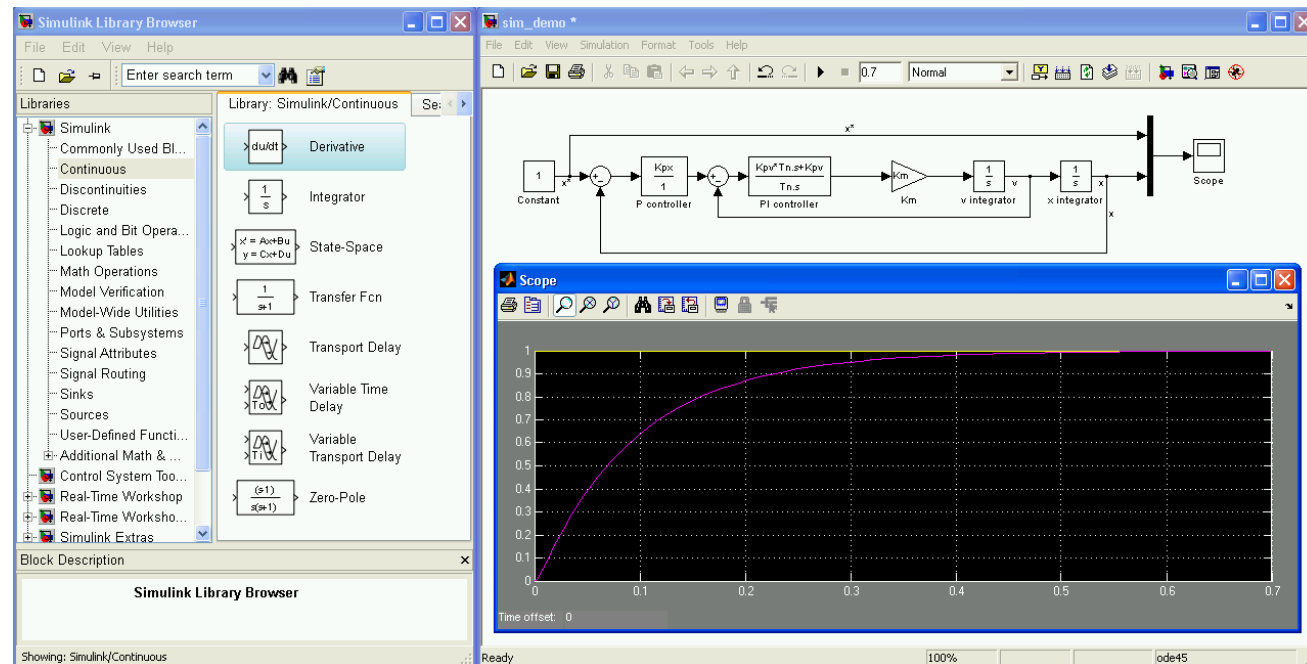 Simulink Library Browser
File Edit View Help
Enter search term
Libraries
Simulink
Commonly Used Bl...
Continuous
Discontinuities
Discrete
Logic and Bit Opera...
Lookup Tables
Math Operations
Model Verification
Model-Wide Utilities
Ports & Subsystems
Signal Attributes
Signal Routing
Sinks
Sources
User-Defined Functi...
Additional Math & ...
Control System Too...
Real-Time Workshop
Real-Time Worksho...
Simulink Extras
Library: Simulink/Continuous
du/dt Derivative
1
s
Integrator
x' = Ax+Bu
y = Cx+Du
State-Space
1
s+1
Transfer Fcn
Transport Delay
To
Variable Time
Delay
Ti
Variable
Transport Delay
(s-1)
s(s+1)
Zero-Pole
Block Description
Simulink Library Browser
Showing: Simulink/Continuous
sim_demo *
File Edit View Simulation Format Tools Help
0.7 Normal
x*
1
Constant
x*
Kpx
1
P controller
Kpv*Tn.s+Kpv
Tn.s
PI controller
Km
Km
1
s
v
v integrator
1
s
x
x integrator
x
Scope
Scope
1
0.9
0.8
0.7
0.6
0.5
0.4
0.3
0.2
0.1
0
0 0.1 0.2 0.3 0.4 0.5 0.6 0.7
Time offset: 0
Ready 100% ode45